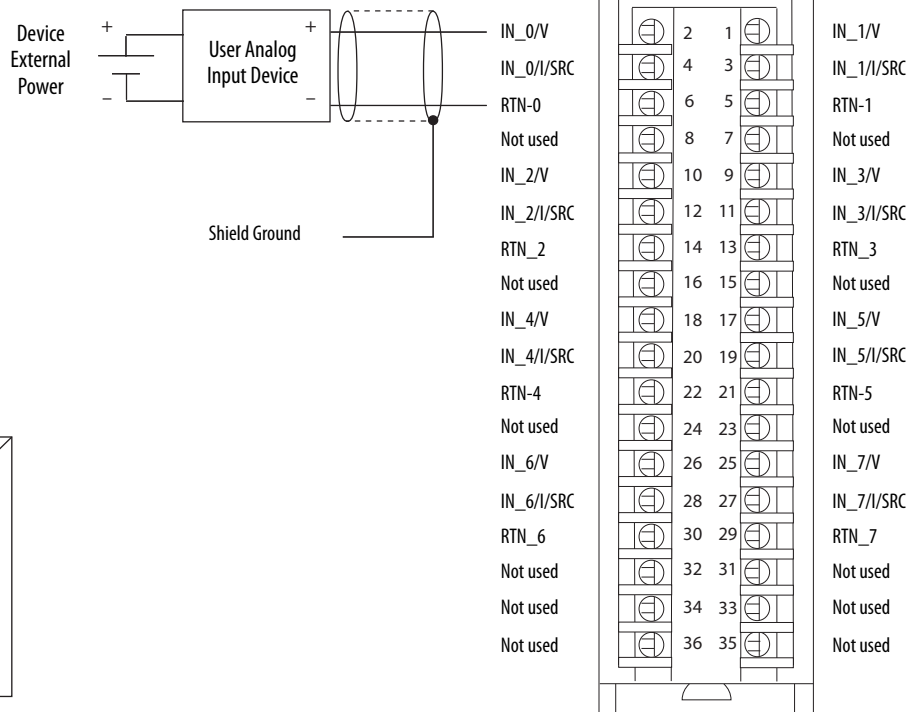 Device
External
Power
+
−
User Analog
Input Device
+
−
Shield Ground
IN_0/V 2 1 IN_1/V
IN_0/I/SRC 4 3 IN_1/I/SRC
RTN-0 6 5 RTN-1
Not used 8 7 Not used
IN_2/V 10 9 IN_3/V
IN_2/I/SRC 12 11 IN_3/I/SRC
RTN_2 14 13 RTN_3
Not used 16 15 Not used
IN_4/V 18 17 IN_5/V
IN_4/I/SRC 20 19 IN_5/I/SRC
RTN-4 22 21 RTN-5
Not used 24 23 Not used
IN_6/V 26 25 IN_7/V
IN_6/I/SRC 28 27 IN_7/I/SRC
RTN_6 30 29 RTN_7
Not used 32 31 Not used
Not used 34 33 Not used
Not used 36 35 Not used